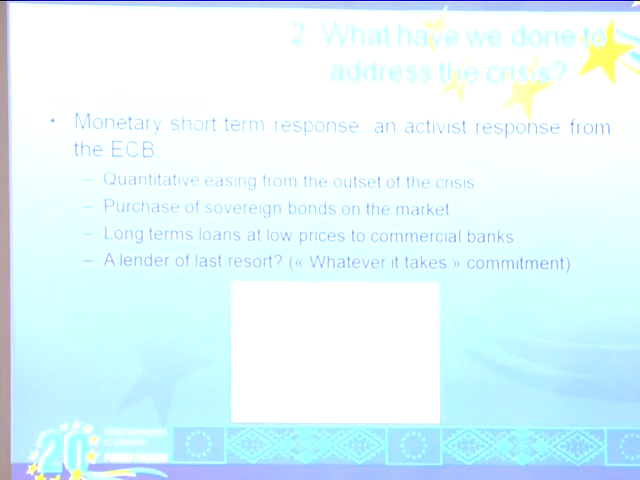 2 What have we done to
address the crisis?
• Monetary short term response: an activist response from
the ECB:
– Quantitative easing from the outset of the crisis
– Purchase of sovereign bonds on the market
– Long terms loans at low prices to commercial banks
– A lender of last resort? (« Whatever it takes » commitment)
20